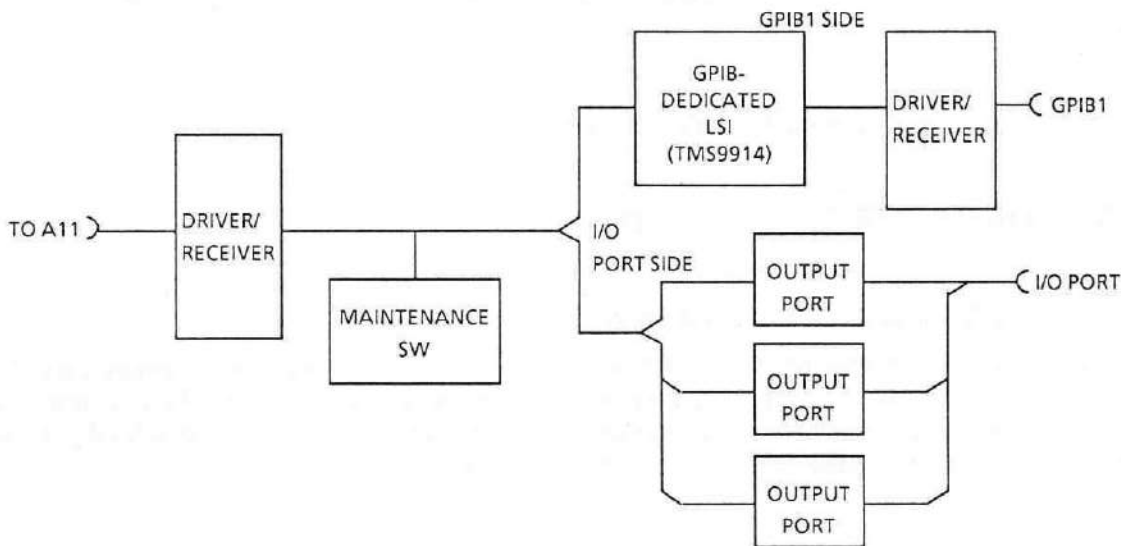 GPIB1 SIDE
GPIB-
DEDICATED
LSI
(TMS9914)
DRIVER/
RECEIVER
GPIB1
TO A11
DRIVER/
RECEIVER
MAINTENANCE
SW
I/O
PORT SIDE
OUTPUT
PORT
I/O PORT
OUTPUT
PORT
OUTPUT
PORT